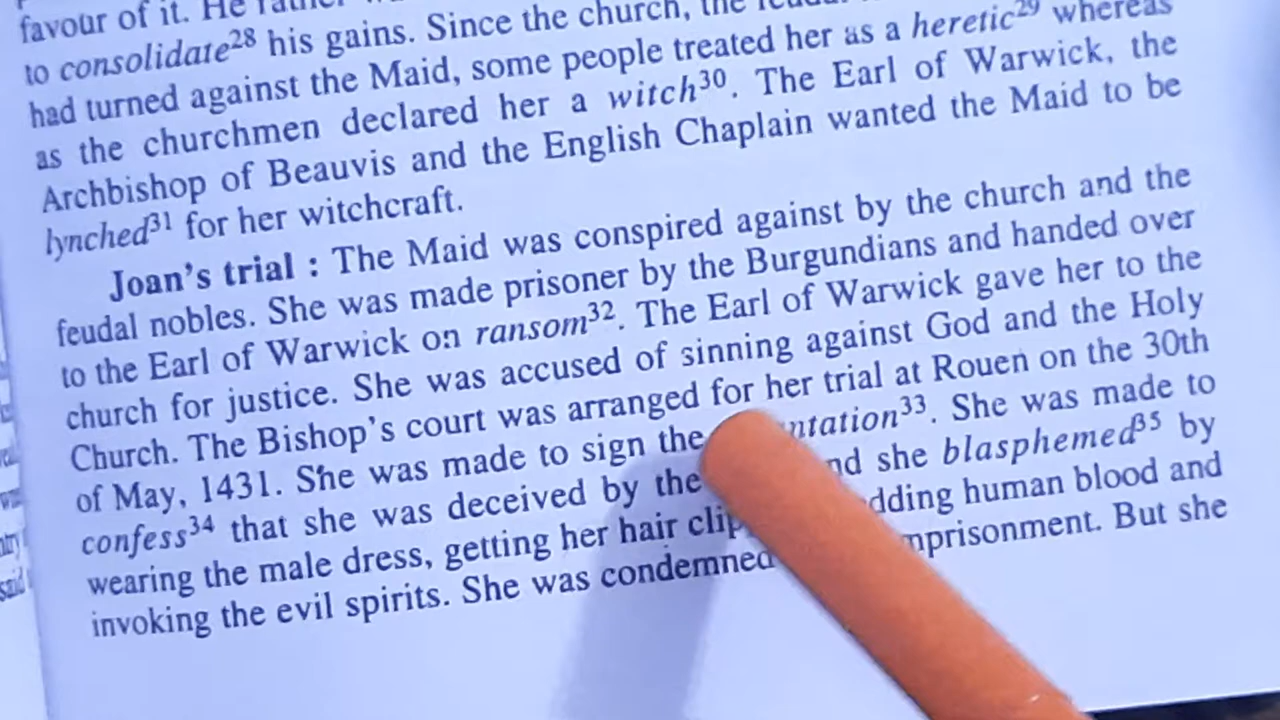 favour of it. He rather
to consolidate28 his gains. Since the church, the
had turned against the Maid, some people treated her as a heretic29 whereas
as the churchmen declared her a witch30. The Earl of Warwick, the
Archbishop of Beauvis and the English Chaplain wanted the Maid to be
lynched31 for her witchcraft.
Joan's trial : The Maid was conspired against by the church and the
feudal nobles. She was made prisoner by the Burgundians and handed over
to the Earl of Warwick on ransom32. The Earl of Warwick gave her to the
church for justice. She was accused of sinning against God and the Holy
Church. The Bishop's court was arranged for her trial at Rouen on the 30th
of May, 1431. She was made to sign the ntation33. She was made to
confess34 that she was deceived by the nd she blasphemed35 by
wearing the male dress, getting her hair clip dding human blood and
invoking the evil spirits. She was condemned mprisonment. But she